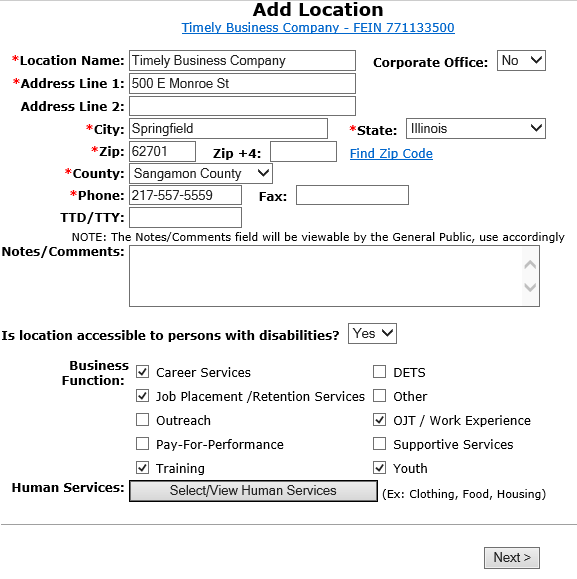 Add Location
Timely Business Company - FEIN 771133500
*Location Name: Timely Business Company Corporate Office: No
*Address Line 1: 500 E Monroe St
Address Line 2:
*City: Springfield *State: Illinois
*Zip: 62701 Zip +4: Find Zip Code
*County: Sangamon County
*Phone: 217-557-5559 Fax:
TTD/TTY:
NOTE: The Notes/Comments field will be viewable by the General Public, use accordingly
Notes/Comments:
Is location accessible to persons with disabilities? Yes
Business Function:
Career Services DETS
Job Placement /Retention Services Other
Outreach OJT / Work Experience
Pay-For-Performance Supportive Services
Training Youth
Human Services: Select/View Human Services (Ex: Clothing, Food, Housing)
Next >